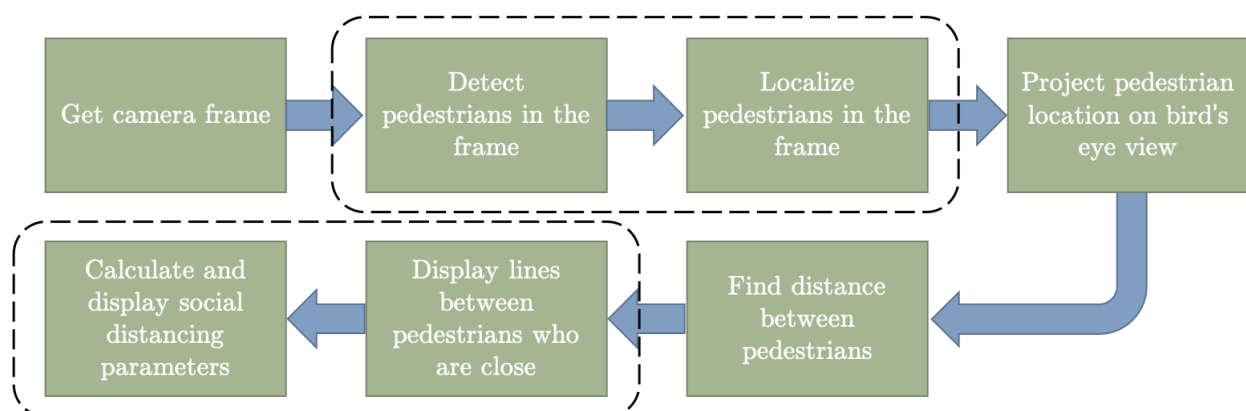 Get camera frame
Detect
pedestrians in the
frame
Localize
pedestrians in the
frame
Project pedestrian
location on bird's
eye view
Find distance
between
pedestrians
Display lines
between
pedestrians who
are close
Calculate and
display social
distancing
parameters